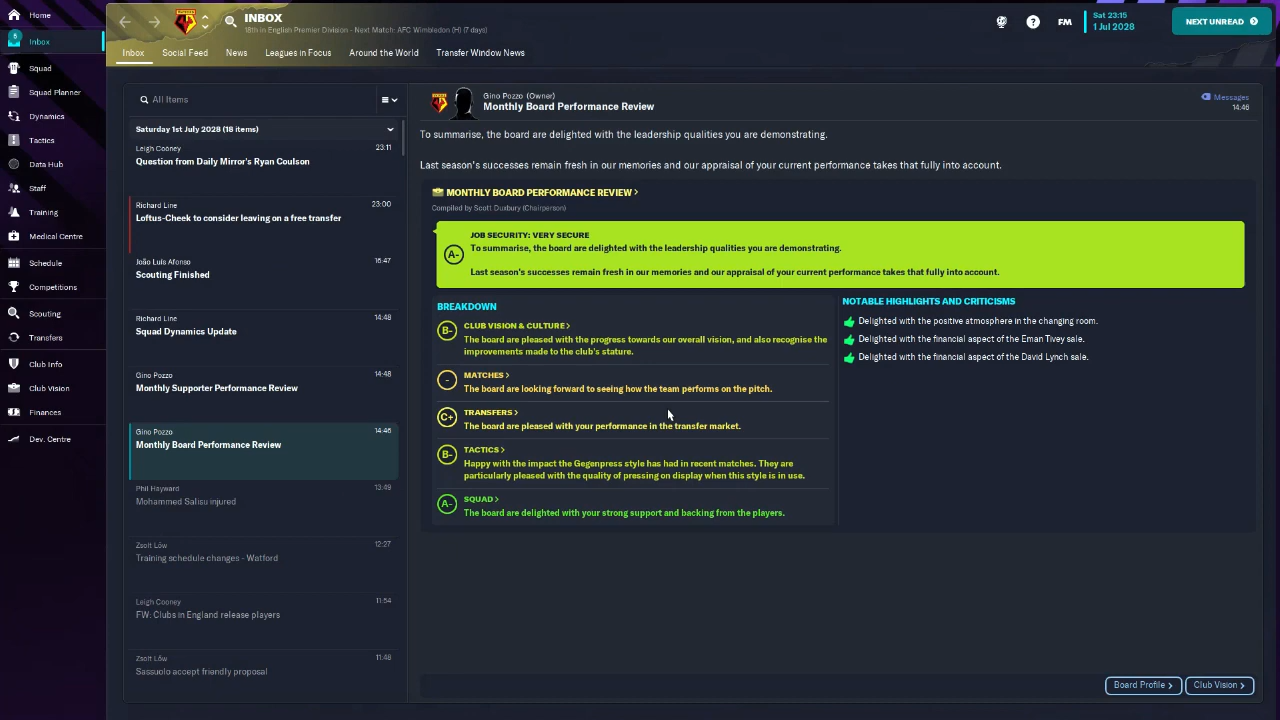 Home
5
Inbox
Squad
Squad Planner
Dynamics
Tactics
Data Hub
Staff
Training
Medical Centre
Schedule
Competitions
Scouting
Transfers
Club Info
Club Vision
Finances
Dev. Centre
INBOX
18th in English Premier Division - Next Match: AFC Wimbledon (H) (7 days)
?
FM
Sat 23:15
1 Jul 2028
NEXT UNREAD
Inbox
Social Feed
News
Leagues in Focus
Around the World
Transfer Window News
All Items
Saturday 1st July 2028 (18 items)
Leigh Cooney
23:11
Question from Daily Mirror's Ryan Coulson
Richard Line
23:00
Loftus-Cheek to consider leaving on a free transfer
João Luís Afonso
16:47
Scouting Finished
Richard Line
14:48
Squad Dynamics Update
Gino Pozzo
14:48
Monthly Supporter Performance Review
Gino Pozzo
14:46
Monthly Board Performance Review
Phil Hayward
13:49
Mohammed Salisu injured
Zsolt Lőw
12:27
Training schedule changes - Watford
Leigh Cooney
11:54
FW: Clubs in England release players
Zsolt Lőw
11:48
Sassuolo accept friendly proposal
Gino Pozzo (Owner)
Monthly Board Performance Review
Messages
14:46
To summarise, the board are delighted with the leadership qualities you are demonstrating.
Last season's successes remain fresh in our memories and our appraisal of your current performance takes that fully into account.
MONTHLY BOARD PERFORMANCE REVIEW
Compiled by Scott Duxbury (Chairperson)
A-
JOB SECURITY: VERY SECURE
To summarise, the board are delighted with the leadership qualities you are demonstrating.
Last season's successes remain fresh in our memories and our appraisal of your current performance takes that fully into account.
BREAKDOWN
B-
CLUB VISION & CULTURE
The board are pleased with the progress towards our overall vision, and also recognise the
improvements made to the club's stature.
-
MATCHES
The board are looking forward to seeing how the team performs on the pitch.
C+
TRANSFERS
The board are pleased with your performance in the transfer market.
B-
TACTICS
Happy with the impact the Gegenpress style has had in recent matches. They are
particularly pleased with the quality of pressing on display when this style is in use.
A-
SQUAD
The board are delighted with your strong support and backing from the players.
NOTABLE HIGHLIGHTS AND CRITICISMS
Delighted with the positive atmosphere in the changing room.
Delighted with the financial aspect of the Eman Tivey sale.
Delighted with the financial aspect of the David Lynch sale.
Board Profile
Club Vision